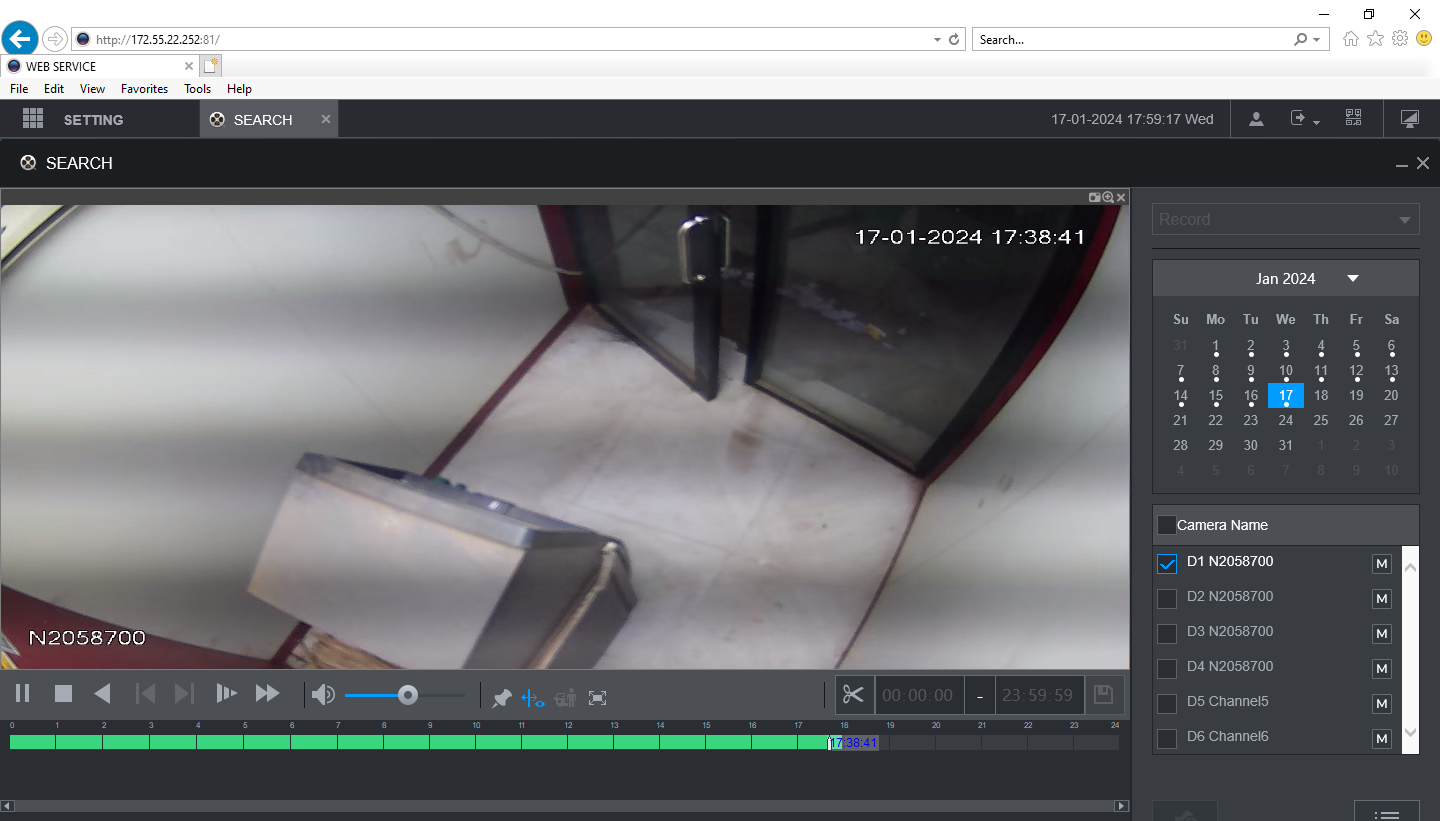 http://172.55.22.252:81/
Search...
WEB SERVICE
File Edit View Favorites Tools Help
SETTING
SEARCH
17-01-2024 17:59:17 Wed
SEARCH
17-01-2024 17:38:41
N2058700
Record
Jan 2024
Su Mo Tu We Th Fr Sa
31 1 2 3 4 5 6
7 8 9 10 11 12 13
14 15 16 17 18 19 20
21 22 23 24 25 26 27
28 29 30 31 1 2 3
4 5 6 7 8 9 10
Camera Name
D1 N2058700 M
D2 N2058700 M
D3 N2058700 M
D4 N2058700 M
D5 Channel5 M
D6 Channel6 M
00:00:00 - 23:59:59
0 1 2 3 4 5 6 7 8 9 10 11 12 13 14 15 16 17 18 19 20 21 22 23 24
17:38:41